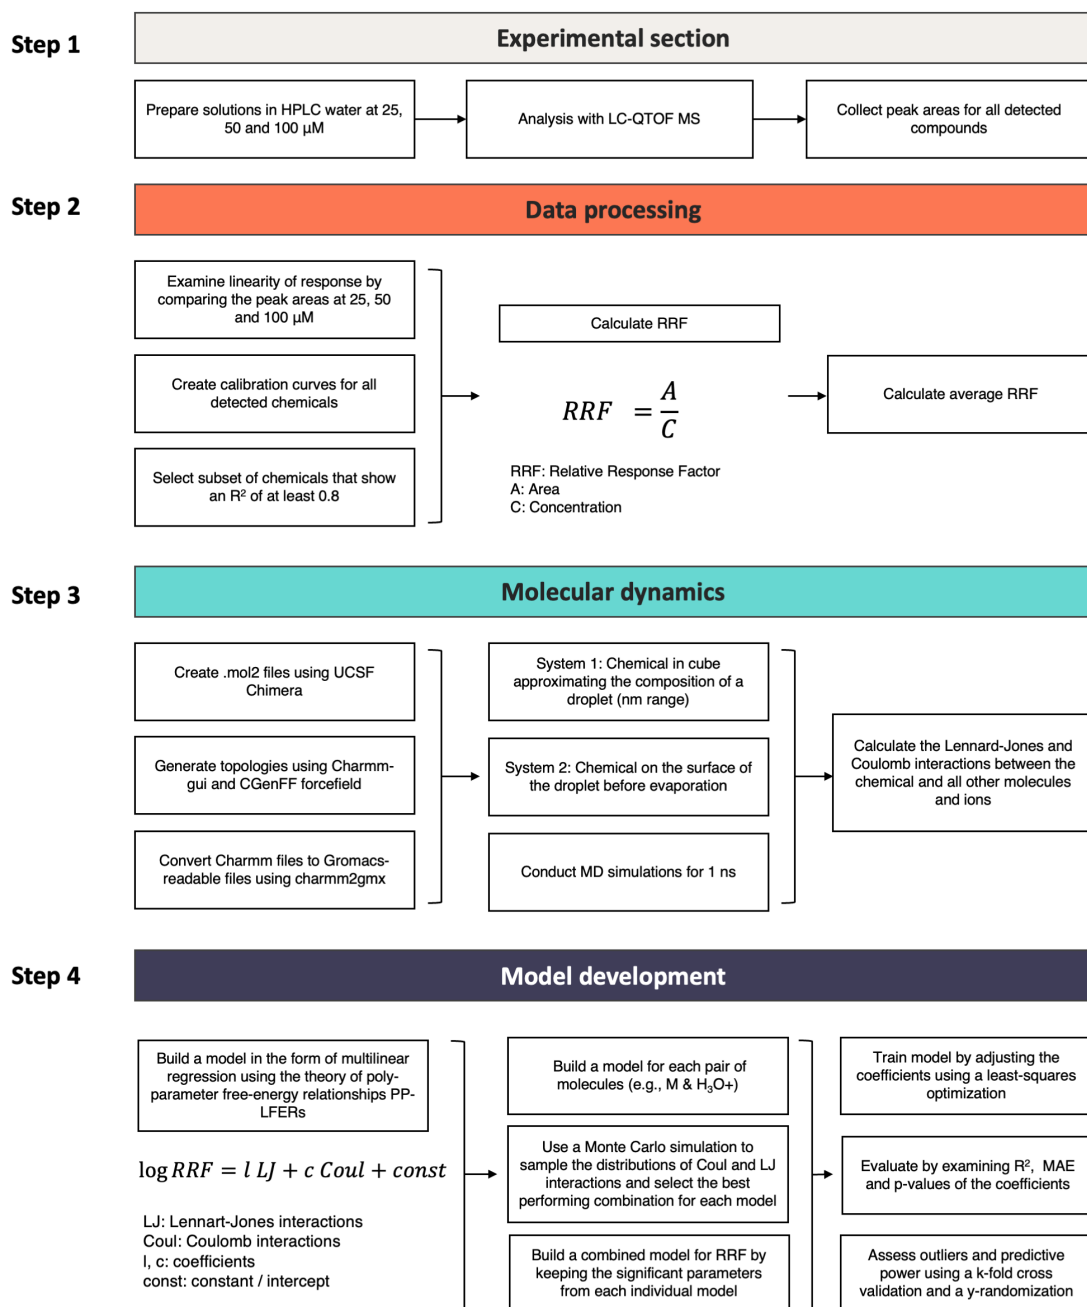 Step 1
Experimental section
Prepare solutions in HPLC water at 25,
50 and 100 µM
Analysis with LC-QTOF MS
Collect peak areas for all detected
compounds
Step 2
Data processing
Examine linearity of response by
comparing the peak areas at 25, 50
and 100 µM
Create calibration curves for all
detected chemicals
Select subset of chemicals that show
an R² of at least 0.8
Calculate RRF
RRF = A/C
RRF: Relative Response Factor
A: Area
C: Concentration
Calculate average RRF
Step 3
Molecular dynamics
Create .mol2 files using UCSF
Chimera
Generate topologies using Charmm-
gui and CGenFF forcefield
Convert Charmm files to Gromacs-
readable files using charmm2gmx
System 1: Chemical in cube
approximating the composition of a
droplet (nm range)
System 2: Chemical on the surface of
the droplet before evaporation
Conduct MD simulations for 1 ns
Calculate the Lennard-Jones and
Coulomb interactions between the
chemical and all other molecules
and ions
Step 4
Model development
Build a model in the form of multilinear
regression using the theory of poly-
parameter free-energy relationships PP-
LFERs
log RRF = l LJ + c Coul + const
LJ: Lennart-Jones interactions
Coul: Coulomb interactions
l, c: coefficients
const: constant / intercept
Build a model for each pair of
molecules (e.g., M & H₃O+)
Use a Monte Carlo simulation to
sample the distributions of Coul and LJ
interactions and select the best
performing combination for each model
Build a combined model for RRF by
keeping the significant parameters
from each individual model
Train model by adjusting the
coefficients using a least-squares
optimization
Evaluate by examining R², MAE
and p-values of the coefficients
Assess outliers and predictive
power using a k-fold cross
validation and a y-randomization